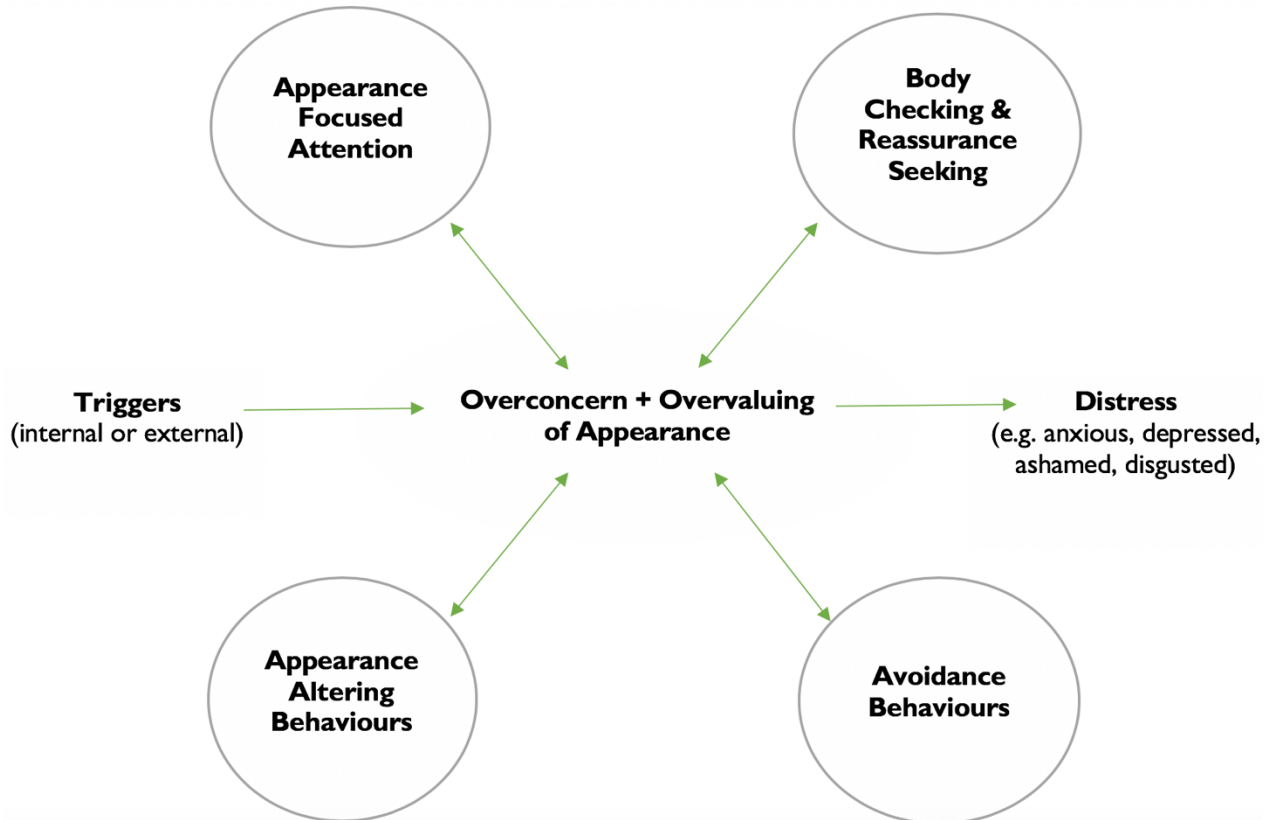 Appearance
Focused
Attention
Body
Checking &
Reassurance
Seeking
Triggers
(internal or external)
Overconcern + Overvaluing
of Appearance
Distress
(e.g. anxious, depressed,
ashamed, disgusted)
Appearance
Altering
Behaviours
Avoidance
Behaviours